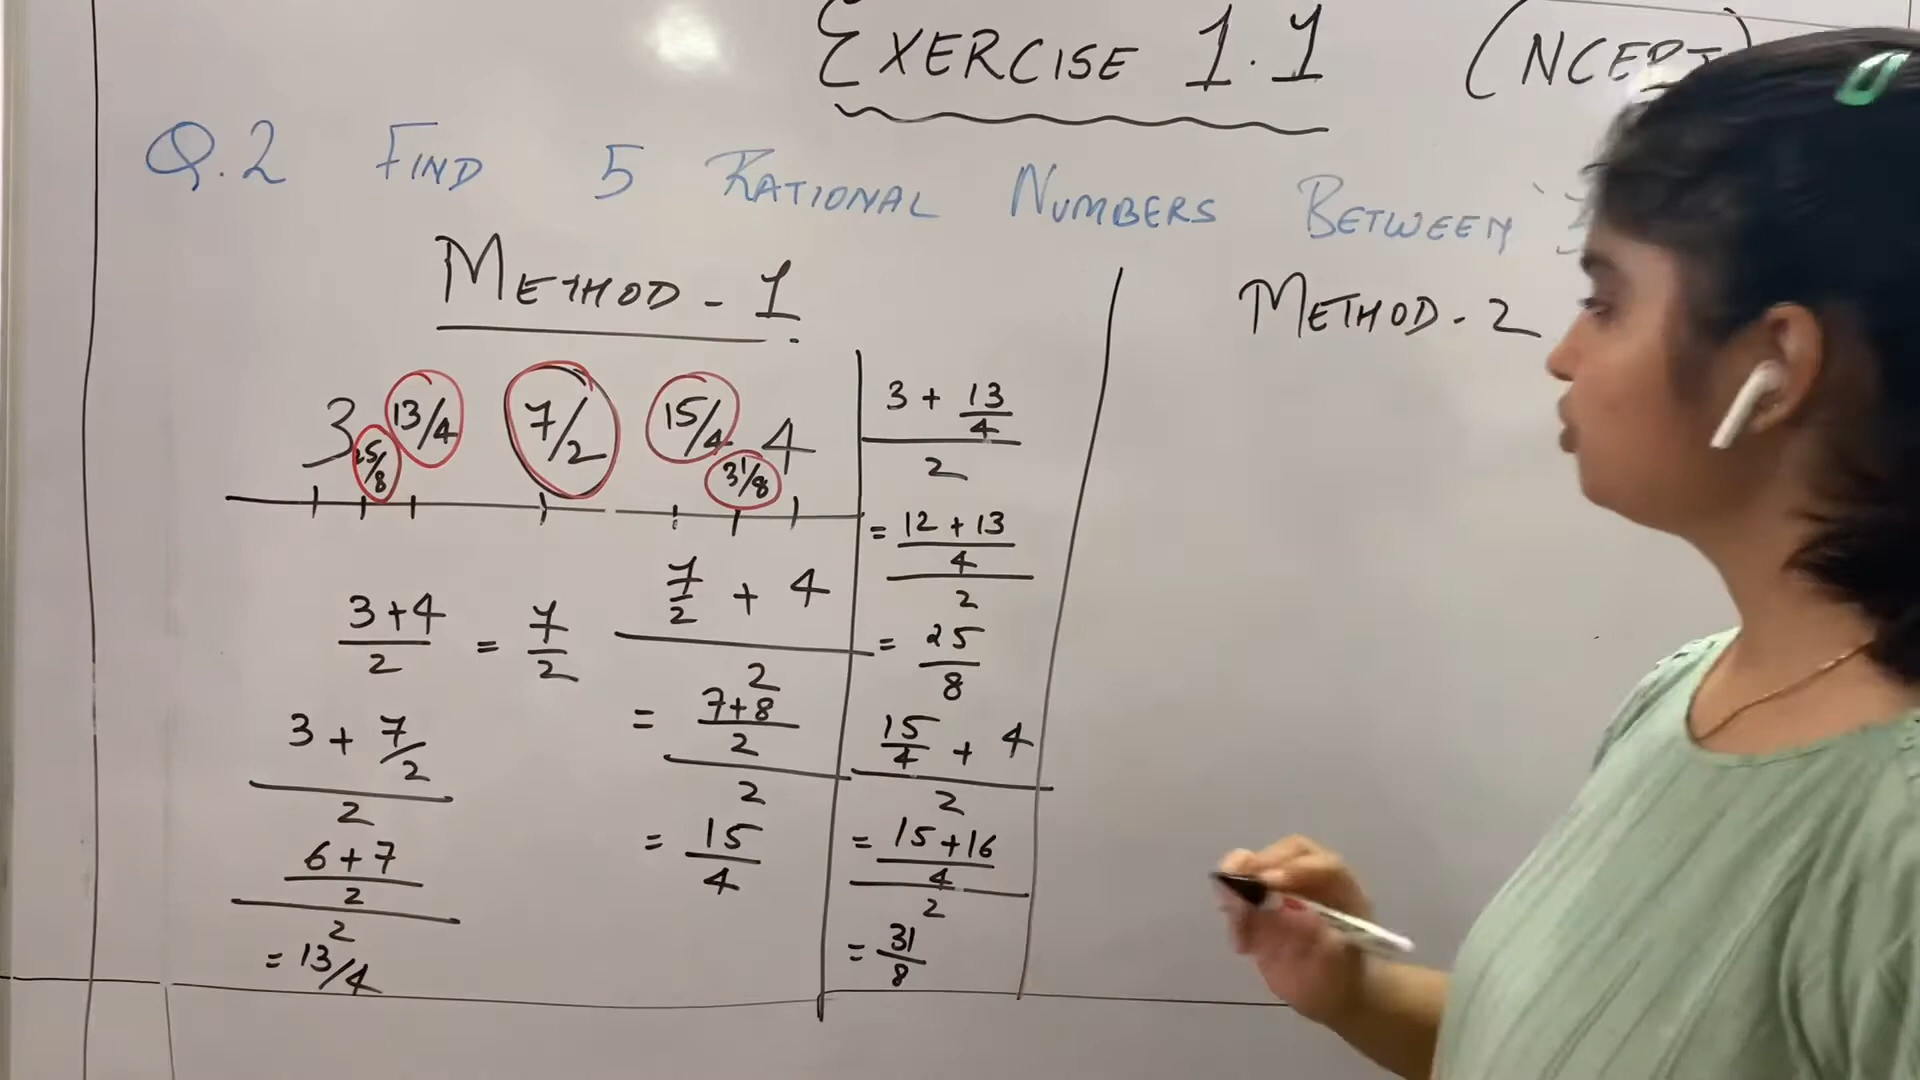 EXERCISE 1.1 (NCERT)
Q.2 FIND 5 RATIONAL NUMBERS BETWEEN 3
METHOD - 1
METHOD - 2
3 25/8 13/4 7/2 15/4 31/8 4
3+4/2 = 7/2
3 + 7/2
2
6+7
2
2
= 13/4
7/2 + 4
2
= 7+8
2
2
= 15/4
3 + 13/4
2
= 12 + 13
4
2
= 25/8
15/4 + 4
2
= 15+16
4
2
= 31/8